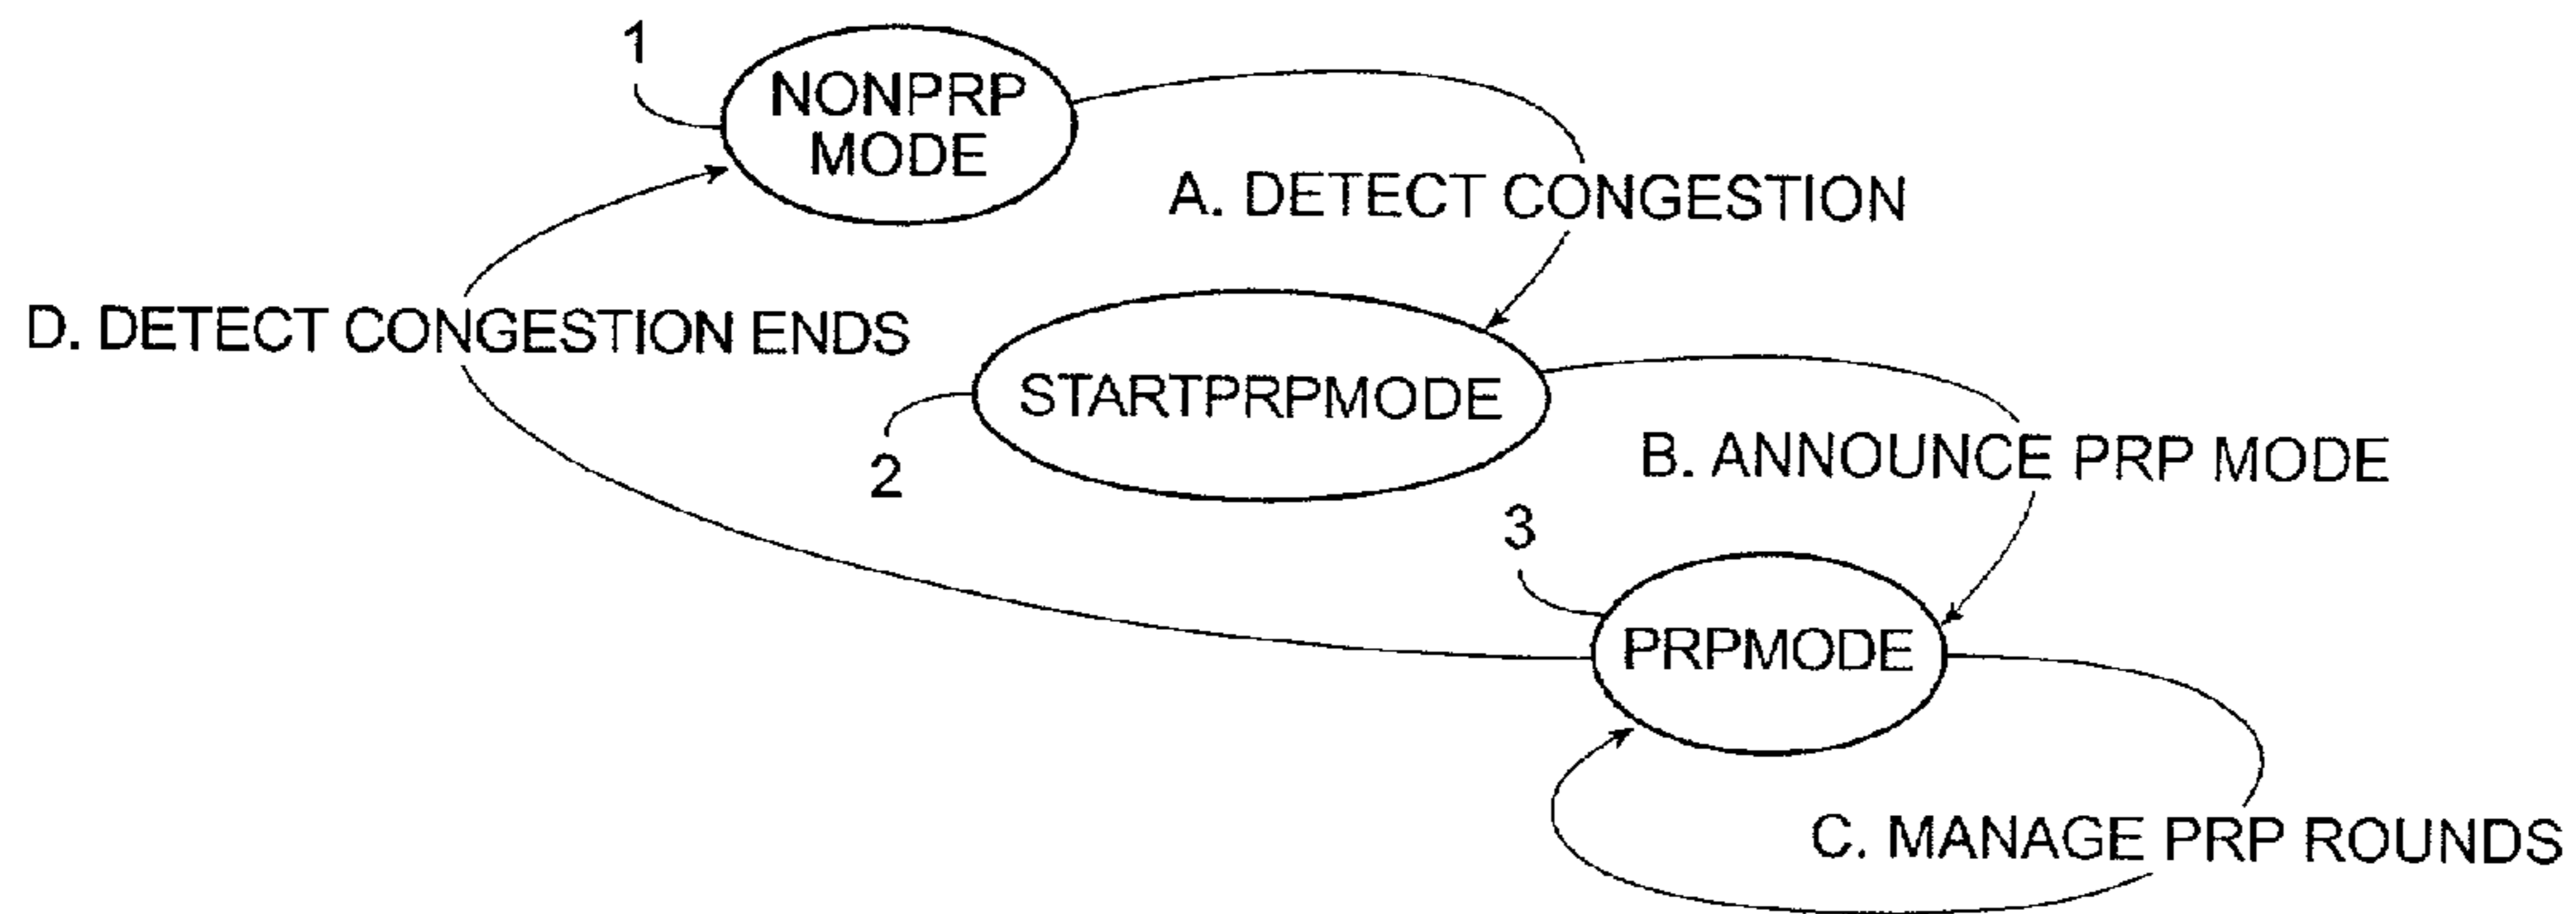 1
NONPRP
MODE
A. DETECT CONGESTION
D. DETECT CONGESTION ENDS
STARTPRPMODE
2
B. ANNOUNCE PRP MODE
3
PRPMODE
C. MANAGE PRP ROUNDS